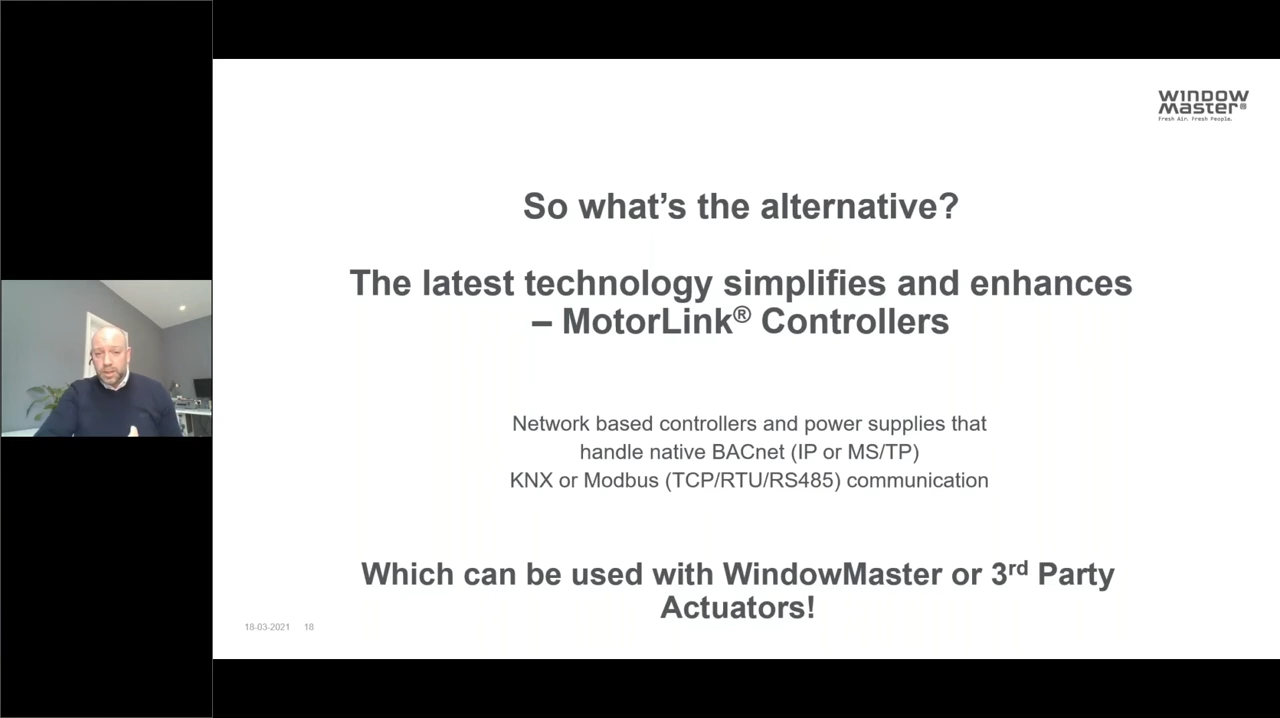 WINDOW
Master®
Fresh Air. Fresh People.
So what's the alternative?
The latest technology simplifies and enhances
– MotorLink® Controllers
Network based controllers and power supplies that
handle native BACnet (IP or MS/TP)
KNX or Modbus (TCP/RTU/RS485) communication
Which can be used with WindowMaster or 3rd Party
Actuators!
18-03-2021 18